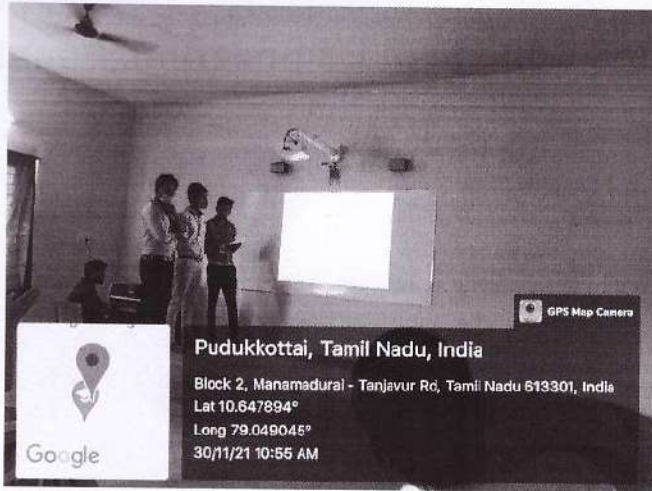 GPS Map Camera
Pudukkottai, Tamil Nadu, India
Block 2, Manamadurai - Tanjavur Rd, Tamil Nadu 613301, India
Lat 10.647894°
Long 79.049045°
30/11/21 10:55 AM
Google